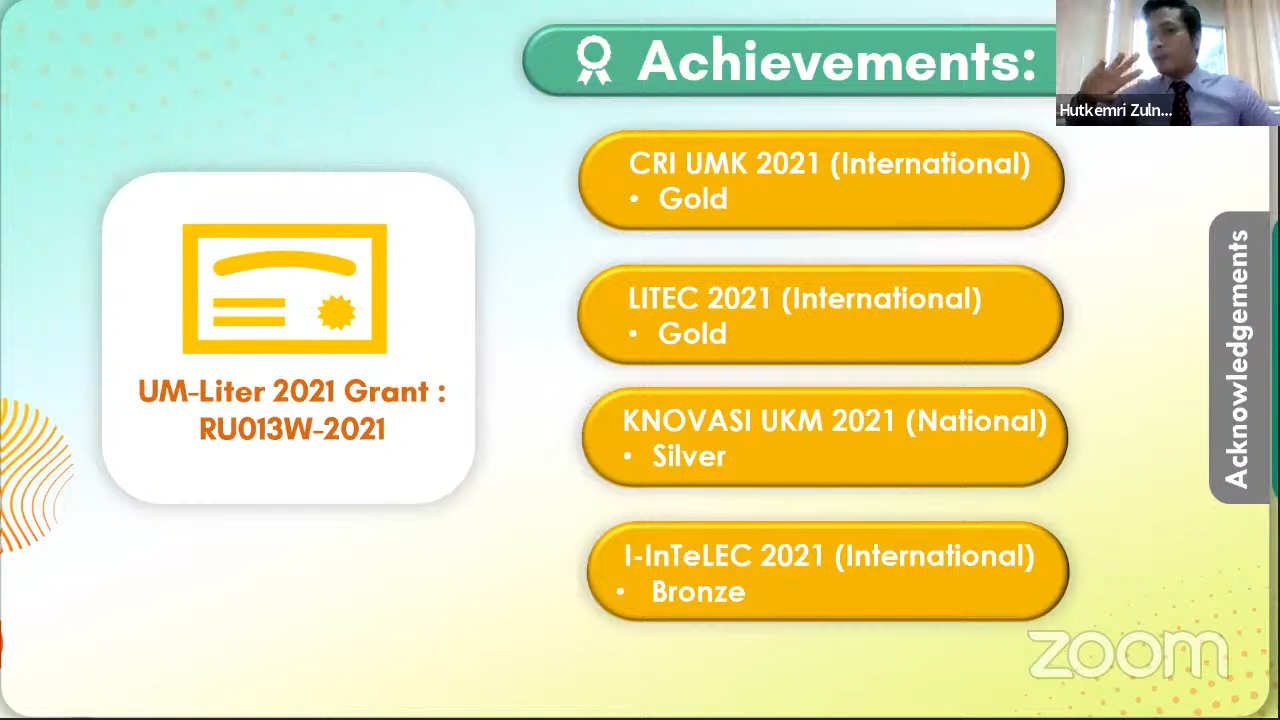 Achievements:
Hutkemri Zuln...
CRI UMK 2021 (International)
• Gold
LITEC 2021 (International)
• Gold
KNOVASI UKM 2021 (National)
• Silver
I-InTeLEC 2021 (International)
• Bronze
UM-Liter 2021 Grant :
RU013W-2021
Acknowledgements
zoom